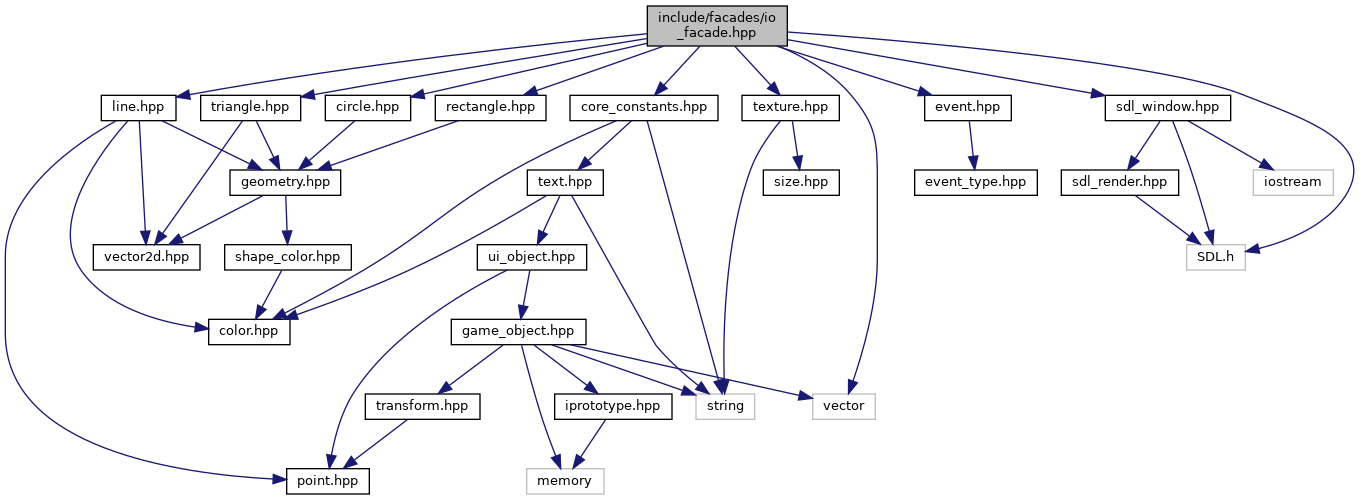 include/facades/io
_facade.hpp
line.hpp
triangle.hpp
circle.hpp
rectangle.hpp
core_constants.hpp
texture.hpp
event.hpp
sdl_window.hpp
geometry.hpp
text.hpp
size.hpp
event_type.hpp
sdl_render.hpp
iostream
vector2d.hpp
shape_color.hpp
ui_object.hpp
SDL.h
color.hpp
game_object.hpp
transform.hpp
iprototype.hpp
string
vector
point.hpp
memory